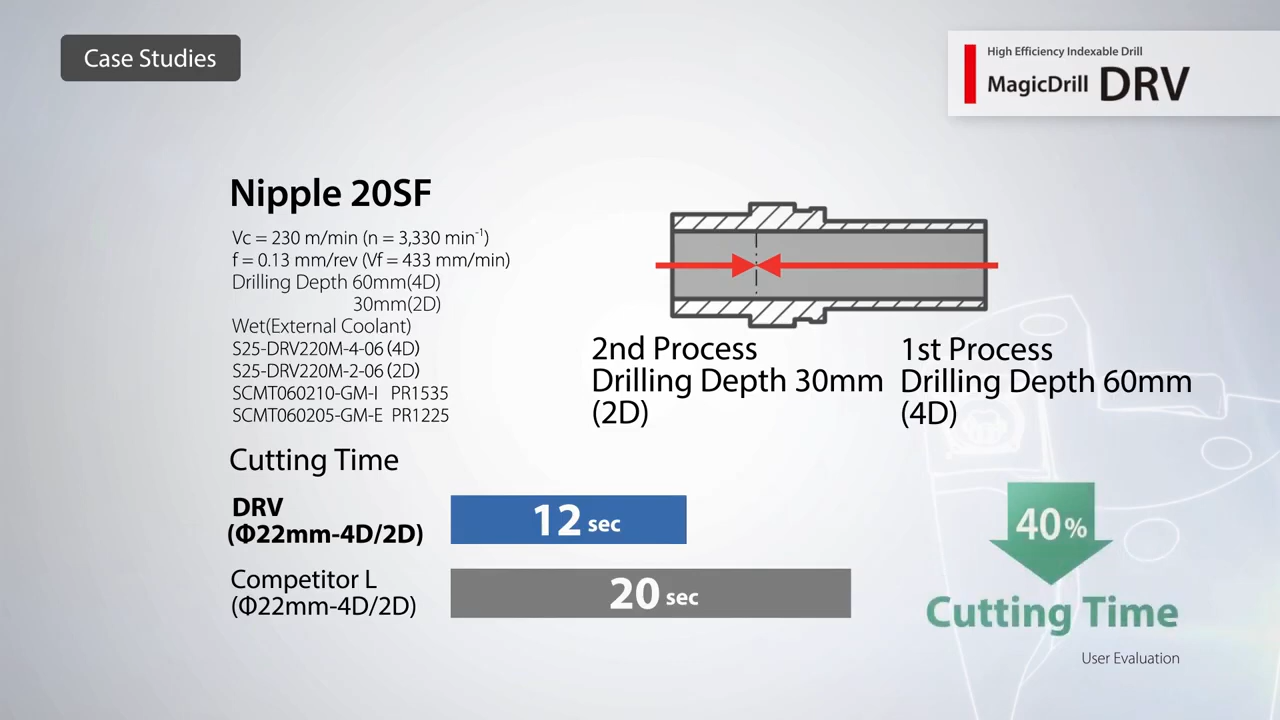 Case Studies
High Efficiency Indexable Drill
MagicDrill DRV
Nipple 20SF
Vc = 230 m/min (n = 3,330 min⁻¹)
f = 0.13 mm/rev (Vf = 433 mm/min)
Drilling Depth 60mm(4D)
30mm(2D)
Wet(External Coolant)
S25-DRV220M-4-06 (4D)
S25-DRV220M-2-06 (2D)
SCMT060210-GM-I PR1535
SCMT060205-GM-E PR1225
2nd Process
Drilling Depth 30mm
(2D)
1st Process
Drilling Depth 60mm
(4D)
Cutting Time
DRV
(Φ22mm-4D/2D)
12 sec
Competitor L
(Φ22mm-4D/2D)
20 sec
40%
Cutting Time
User Evaluation